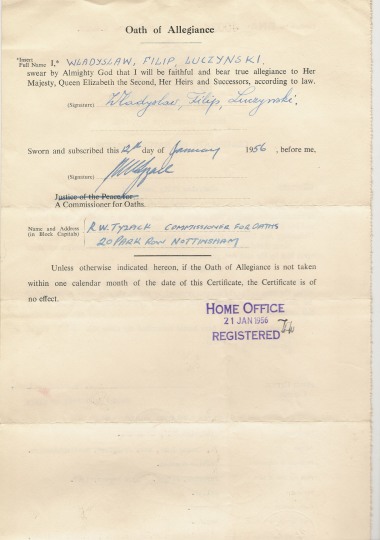 Oath of Allegiance
*Insert Full Name I,* WLADYSLAW, FILIP, LUCZYNSKI,
swear by Almighty God that I will be faithful and bear true allegiance to Her
Majesty, Queen Elizabeth the Second, Her Heirs and Successors, according to law.
(Signature) Wladyslaw, Filip, Luczynski.
Sworn and subscribed this 12th day of January 1956, before me,
(Signature)
Justice of the Peace for
A Commissioner for Oaths.
Name and Address (in Block Capitals) R.W. TYZACK COMMISSIONER FOR OATHS
20 PARK ROW NOTTINGHAM
Unless otherwise indicated hereon, if the Oath of Allegiance is not taken
within one calendar month of the date of this Certificate, the Certificate is of
no effect.
HOME OFFICE
21 JAN 1956
REGISTERED